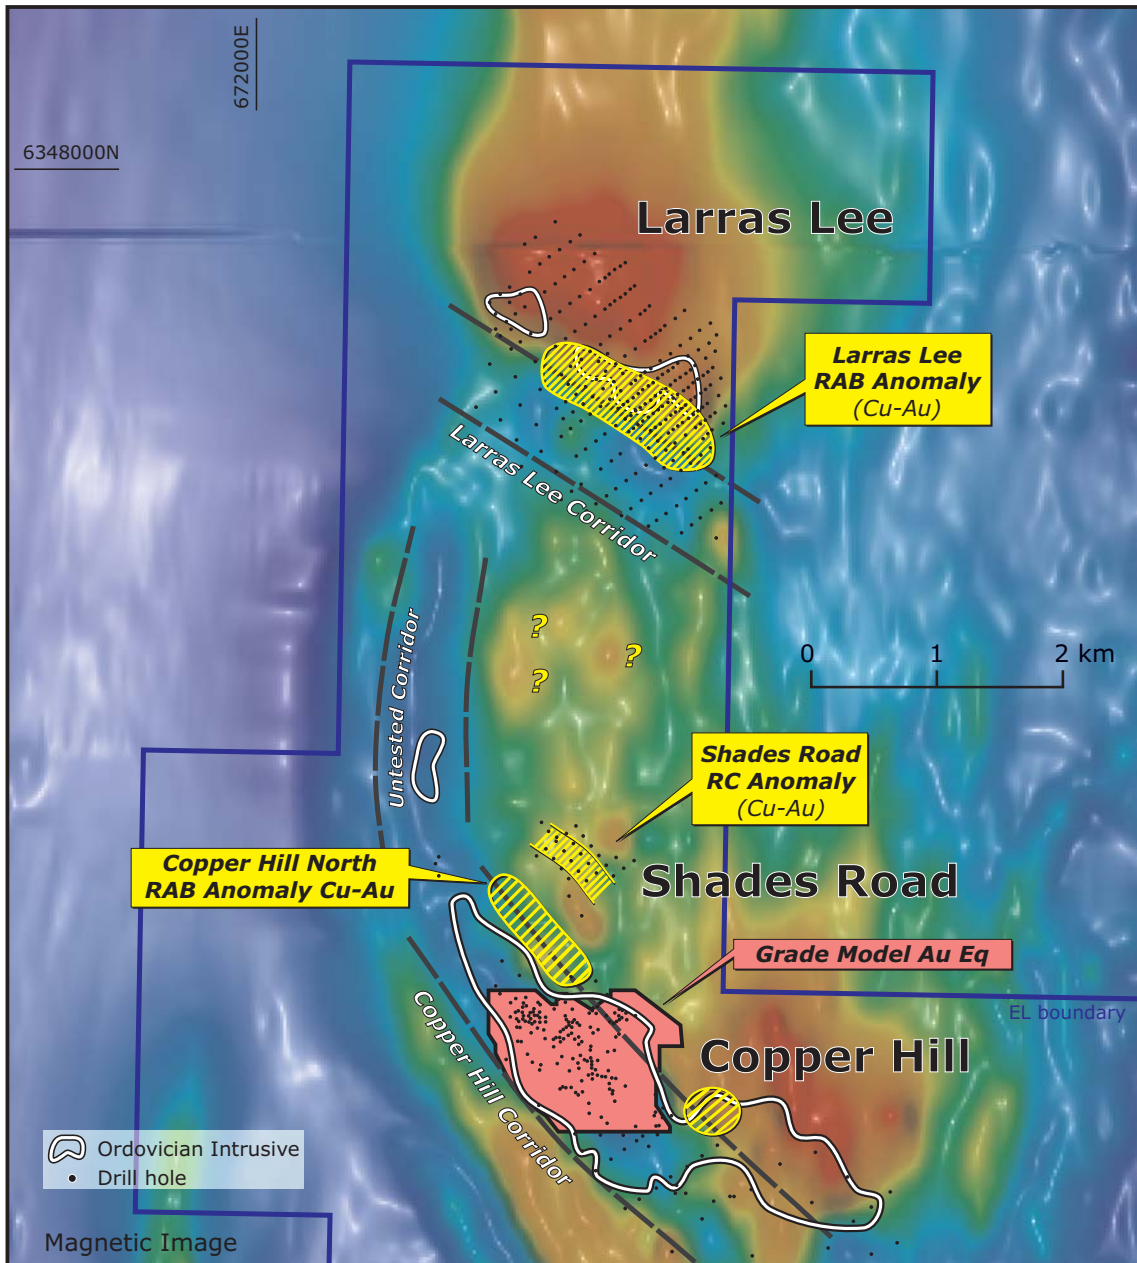 672000E
6348000N
Larras Lee
Larras Lee
RAB Anomaly
(Cu-Au)
Larras Lee Corridor
Untested Corridor
?
?
?
0 1 2 km
Shades Road
RC Anomaly
(Cu-Au)
Copper Hill North
RAB Anomaly Cu-Au
Shades Road
Grade Model Au Eq
EL boundary
Copper Hill
Copper Hill Corridor
Ordovician Intrusive
Drill hole
Magnetic Image